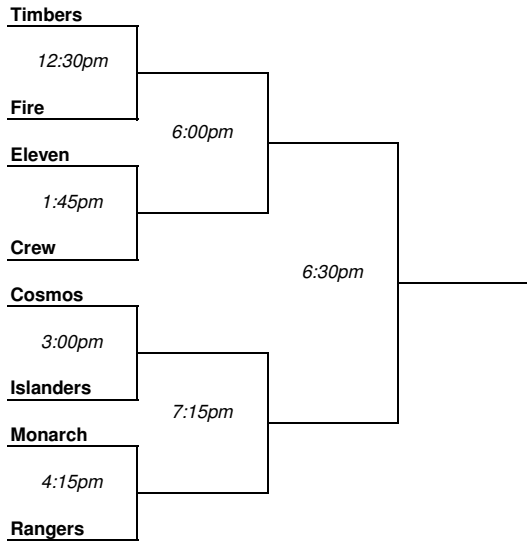 Timbers
12:30pm
Fire
6:00pm
Eleven
1:45pm
Crew
6:30pm
Cosmos
3:00pm
Islanders
7:15pm
Monarch
4:15pm
Rangers